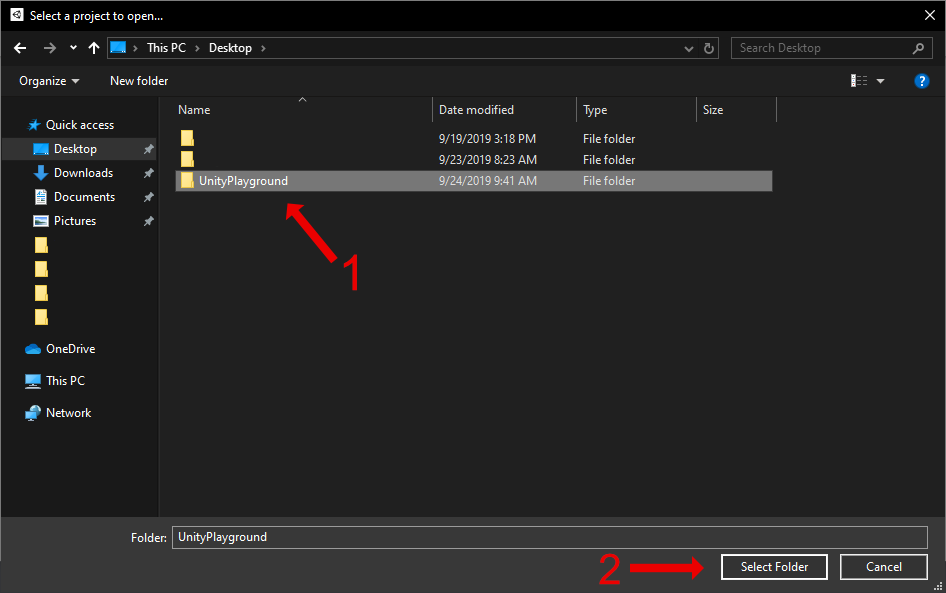 Select a project to open...
This PC Desktop
Search Desktop
Organize New folder
?
Name Date modified Type Size
Quick access
Desktop
Downloads
Documents
Pictures
OneDrive
This PC
Network
9/19/2019 3:18 PM File folder
9/23/2019 8:23 AM File folder
UnityPlayground 9/24/2019 9:41 AM File folder
1
Folder: UnityPlayground
2
Select Folder Cancel